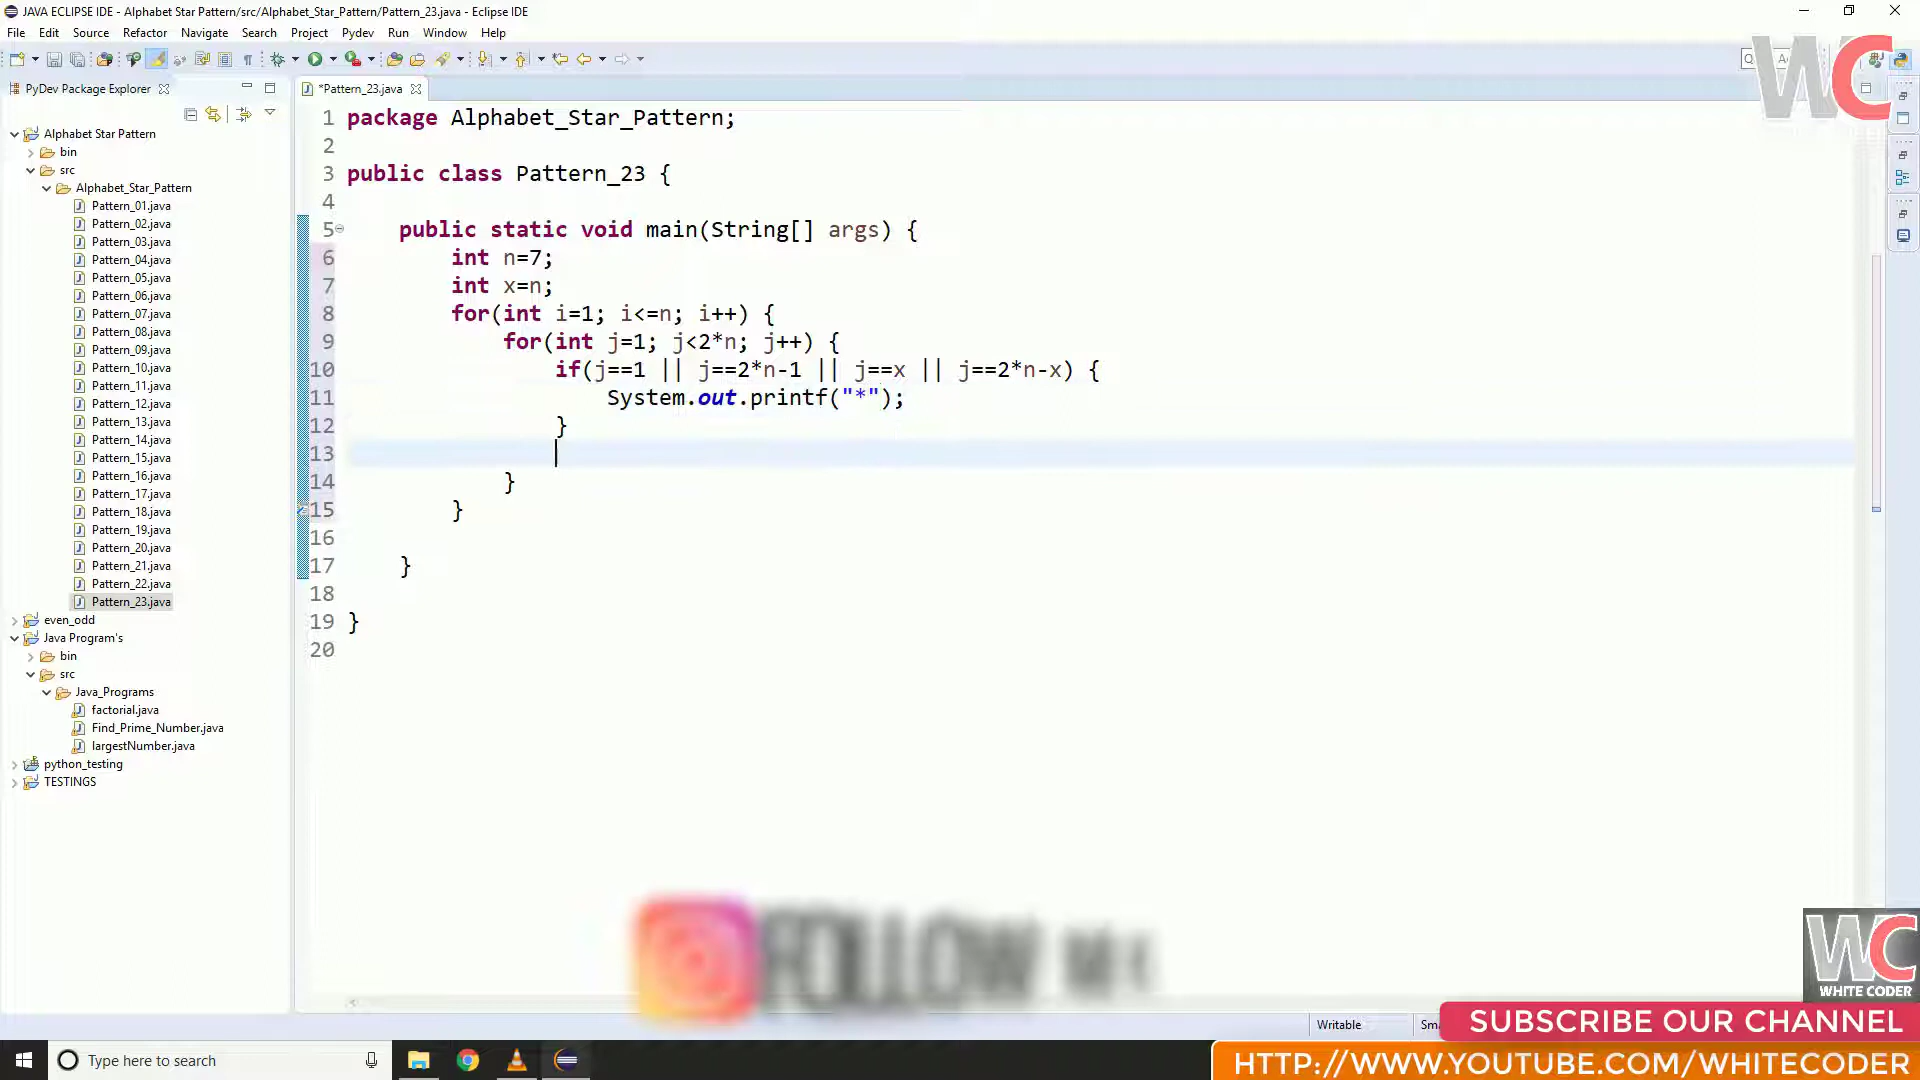 JAVA ECLIPSE IDE - Alphabet Star Pattern/src/Alphabet_Star_Pattern/Pattern_23.java - Eclipse IDE
File Edit Source Refactor Navigate Search Project Pydev Run Window Help
WC
PyDev Package Explorer
*Pattern_23.java
Alphabet Star Pattern
bin
src
Alphabet_Star_Pattern
Pattern_01.java
Pattern_02.java
Pattern_03.java
Pattern_04.java
Pattern_05.java
Pattern_06.java
Pattern_07.java
Pattern_08.java
Pattern_09.java
Pattern_10.java
Pattern_11.java
Pattern_12.java
Pattern_13.java
Pattern_14.java
Pattern_15.java
Pattern_16.java
Pattern_17.java
Pattern_18.java
Pattern_19.java
Pattern_20.java
Pattern_21.java
Pattern_22.java
Pattern_23.java
even_odd
Java Program's
bin
src
Java_Programs
factorial.java
Find_Prime_Number.java
largestNumber.java
python_testing
TESTINGS
1 package Alphabet_Star_Pattern;
2
3 public class Pattern_23 {
4
5 public static void main(String[] args) {
6 int n=7;
7 int x=n;
8 for(int i=1; i<=n; i++) {
9 for(int j=1; j<2*n; j++) {
10 if(j==1 || j==2*n-1 || j==x || j==2*n-x) {
11 System.out.printf("*");
12 }
13
14 }
15 }
16
17 }
18
19 }
20
FOLLOW
WC
WHITE CODER
Writable
SUBSCRIBE OUR CHANNEL
Type here to search
HTTP://WWW.YOUTUBE.COM/WHITECODER